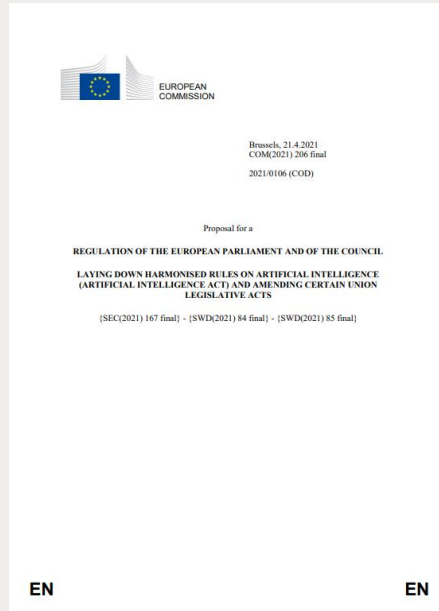 EUROPEAN
COMMISSION
Brussels, 21.4.2021
COM(2021) 206 final
2021/0106 (COD)
Proposal for a
REGULATION OF THE EUROPEAN PARLIAMENT AND OF THE COUNCIL
LAYING DOWN HARMONISED RULES ON ARTIFICIAL INTELLIGENCE
(ARTIFICIAL INTELLIGENCE ACT) AND AMENDING CERTAIN UNION
LEGISLATIVE ACTS
{SEC(2021) 167 final} - {SWD(2021) 84 final} - {SWD(2021) 85 final}
EN EN